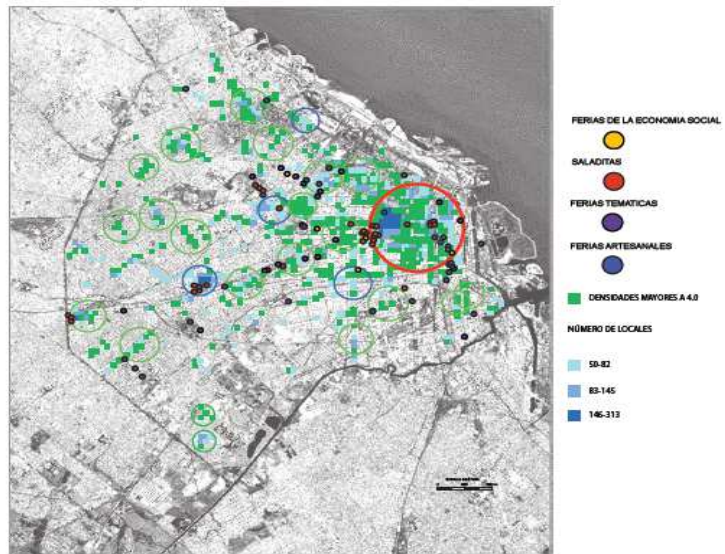 FERIAS DE LA ECONOMIA SOCIAL
SALADITAS
FERIAS TEMATICAS
FERIAS ARTESANALES
DENSIDADES MAYORES A 4.0
NÚMERO DE LOCALES
50-82
83-145
146-313